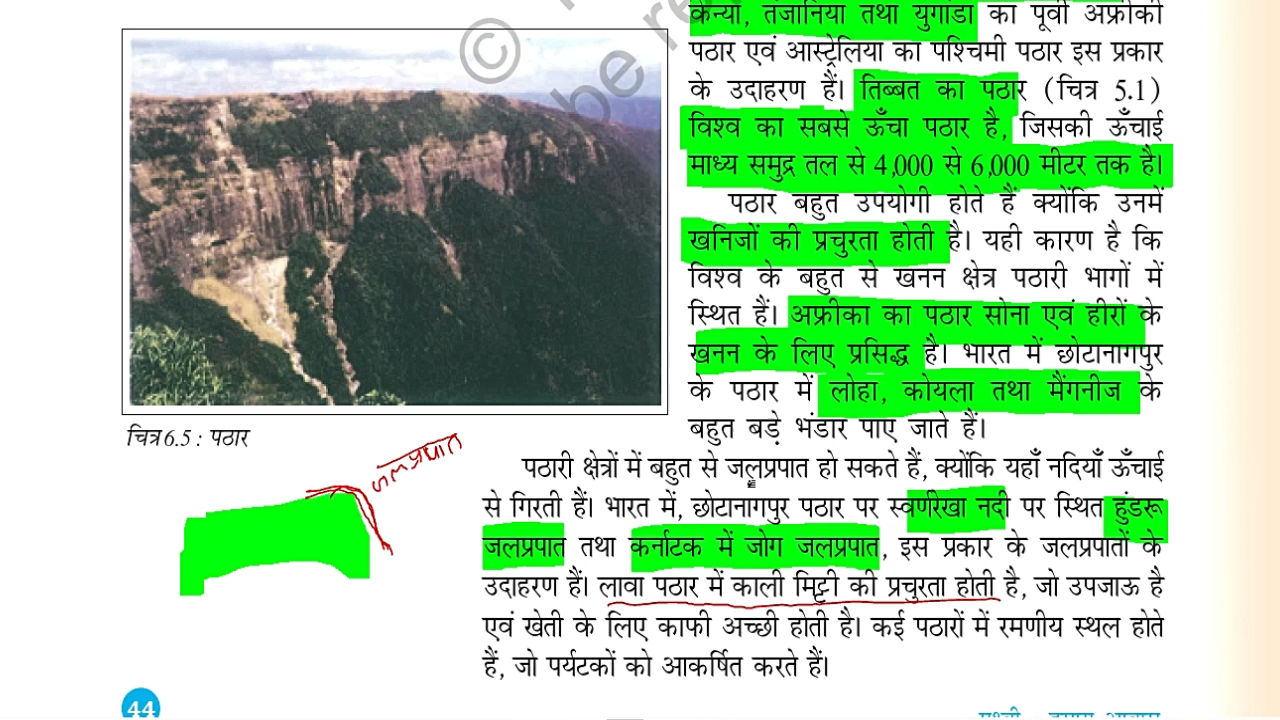 केन्या, तंजानिया तथा युगांडा का पूर्वी अफ्रीकी
पठार एवं आस्ट्रेलिया का पश्चिमी पठार इस प्रकार
के उदाहरण हैं। तिब्बत का पठार (चित्र 5.1)
विश्व का सबसे ऊँचा पठार है, जिसकी ऊँचाई
माध्य समुद्र तल से 4,000 से 6,000 मीटर तक है।
पठार बहुत उपयोगी होते हैं क्योंकि उनमें
खनिजों की प्रचुरता होती है। यही कारण है कि
विश्व के बहुत से खनन क्षेत्र पठारी भागों में
स्थित हैं। अफ्रीका का पठार सोना एवं हीरों के
खनन के लिए प्रसिद्ध है। भारत में छोटानागपुर
के पठार में लोहा, कोयला तथा मैंगनीज के
बहुत बड़े भंडार पाए जाते हैं।
चित्र 6.5 : पठार
जलप्रपात
पठारी क्षेत्रों में बहुत से जलप्रपात हो सकते हैं, क्योंकि यहाँ नदियाँ ऊँचाई
से गिरती हैं। भारत में, छोटानागपुर पठार पर स्वर्णरेखा नदी पर स्थित हुंडरू
जलप्रपात तथा कर्नाटक में जोग जलप्रपात, इस प्रकार के जलप्रपातों के
उदाहरण हैं। लावा पठार में काली मिट्टी की प्रचुरता होती है, जो उपजाऊ है
एवं खेती के लिए काफी अच्छी होती है। कई पठारों में रमणीय स्थल होते
हैं, जो पर्यटकों को आकर्षित करते हैं।
44